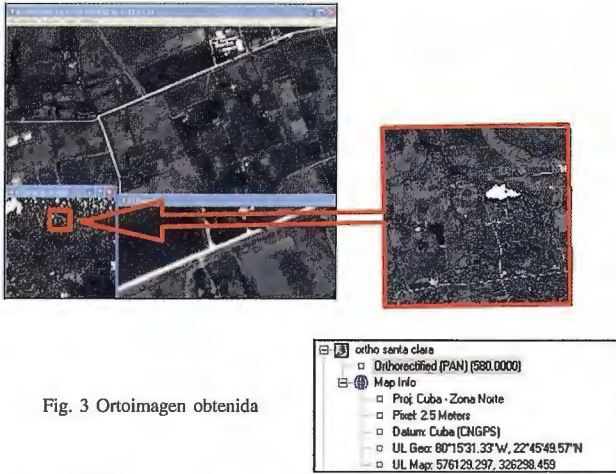 Fig. 3 Ortoimagen obtenida
ortho santa clara
Orthorectified (PAN) (580.0000)
Map Info
Proj: Cuba - Zona Norte
Pixel: 2.5 Meters
Datum: Cuba (CNGPS)
UL Geo: 80°15'31.33"W, 22°45'49.57"N
UL Map: 576129.297, 326298.459